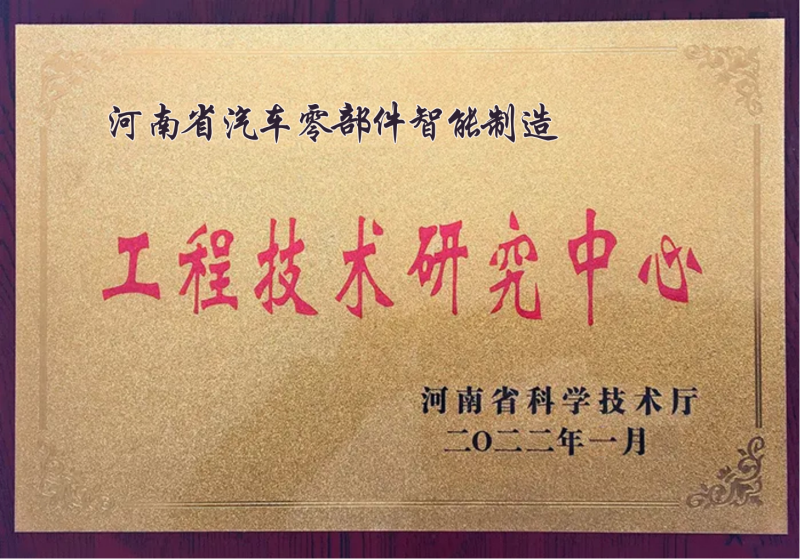 河南省汽车零部件智能制造
工程技术研究中心
河南省科学技术厅
二〇二二年一月